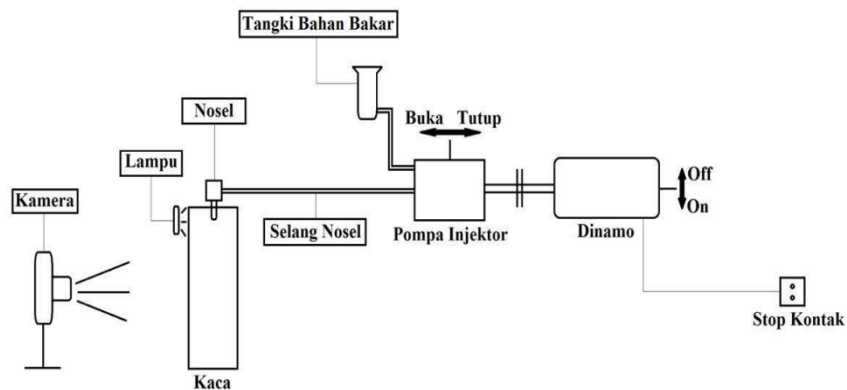 Tangki Bahan Bakar
Nosel
Buka Tutup
Lampu
Off
Kamera
On
Selang Nosel
Pompa Injektor
Dinamo
Stop Kontak
Kaca